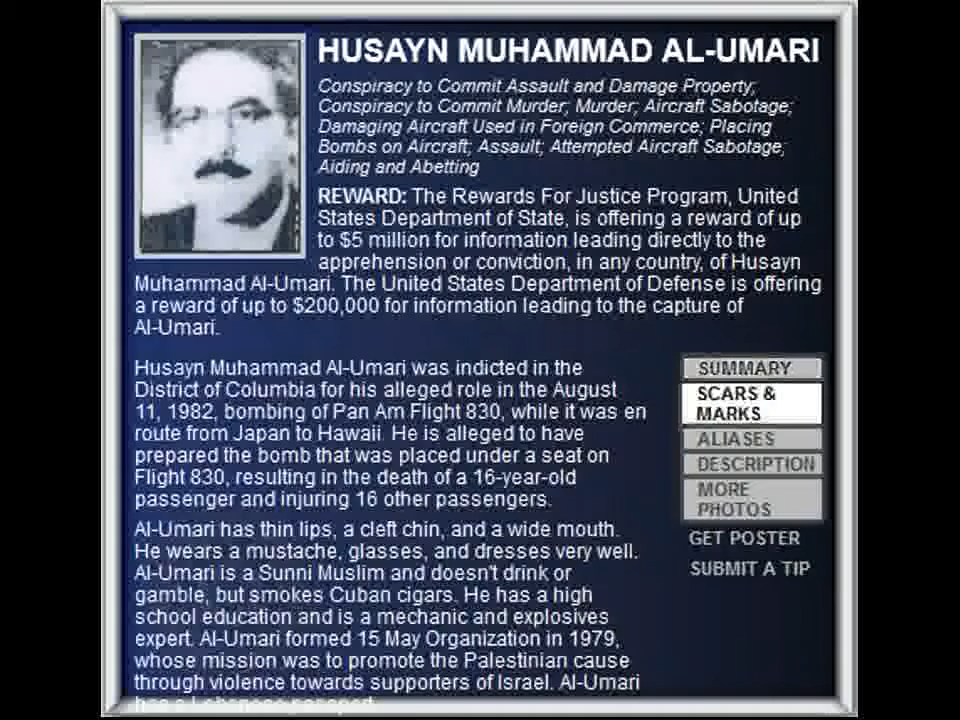 HUSAYN MUHAMMAD AL-UMARI
Conspiracy to Commit Assault and Damage Property;
Conspiracy to Commit Murder; Murder; Aircraft Sabotage;
Damaging Aircraft Used in Foreign Commerce; Placing
Bombs on Aircraft; Assault; Attempted Aircraft Sabotage;
Aiding and Abetting
REWARD: The Rewards For Justice Program, United
States Department of State, is offering a reward of up
to $5 million for information leading directly to the
apprehension or conviction, in any country, of Husayn
Muhammad Al-Umari. The United States Department of Defense is offering
a reward of up to $200,000 for information leading to the capture of
Al-Umari.
Husayn Muhammad Al-Umari was indicted in the
District of Columbia for his alleged role in the August
11, 1982, bombing of Pan Am Flight 830, while it was en
route from Japan to Hawaii. He is alleged to have
prepared the bomb that was placed under a seat on
Flight 830, resulting in the death of a 16-year-old
passenger and injuring 16 other passengers.
Al-Umari has thin lips, a cleft chin, and a wide mouth.
He wears a mustache, glasses, and dresses very well.
Al-Umari is a Sunni Muslim and doesn't drink or
gamble, but smokes Cuban cigars. He has a high
school education and is a mechanic and explosives
expert. Al-Umari formed 15 May Organization in 1979,
whose mission was to promote the Palestinian cause
through violence towards supporters of Israel. Al-Umari
has a Lebanese passport.
SUMMARY
SCARS &
MARKS
ALIASES
DESCRIPTION
MORE
PHOTOS
GET POSTER
SUBMIT A TIP